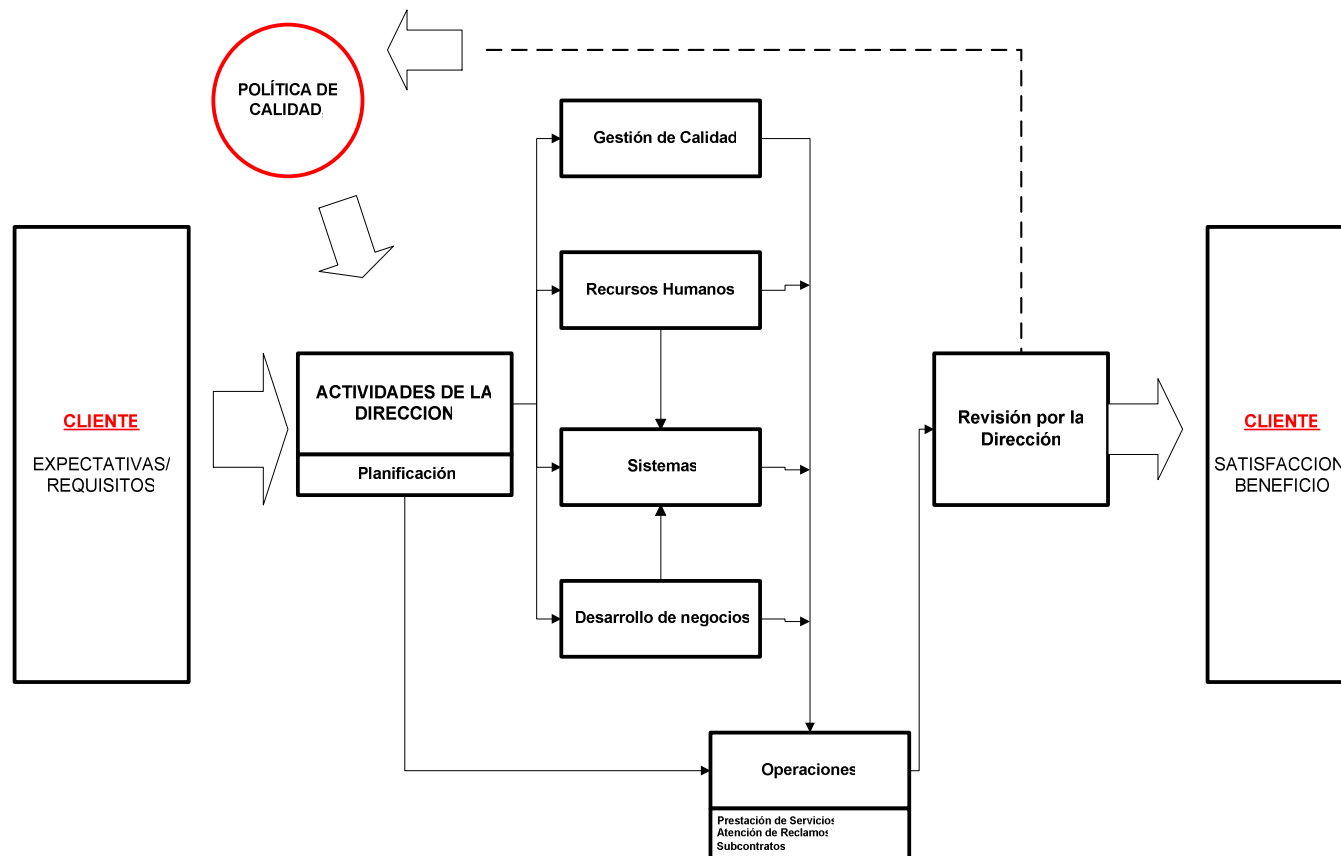 POLÍTICA DE
CALIDAD
Gestión de Calidad
Recursos Humanos
CLIENTE
EXPECTATIVAS/
REQUISITOS
ACTIVIDADES DE LA
DIRECCION
Planificación
Sistemas
Desarrollo de negocios
Operaciones
Prestación de Servicios
Atención de Reclamos
Subcontratos
Revisión por la
Dirección
CLIENTE
SATISFACCION
BENEFICIO